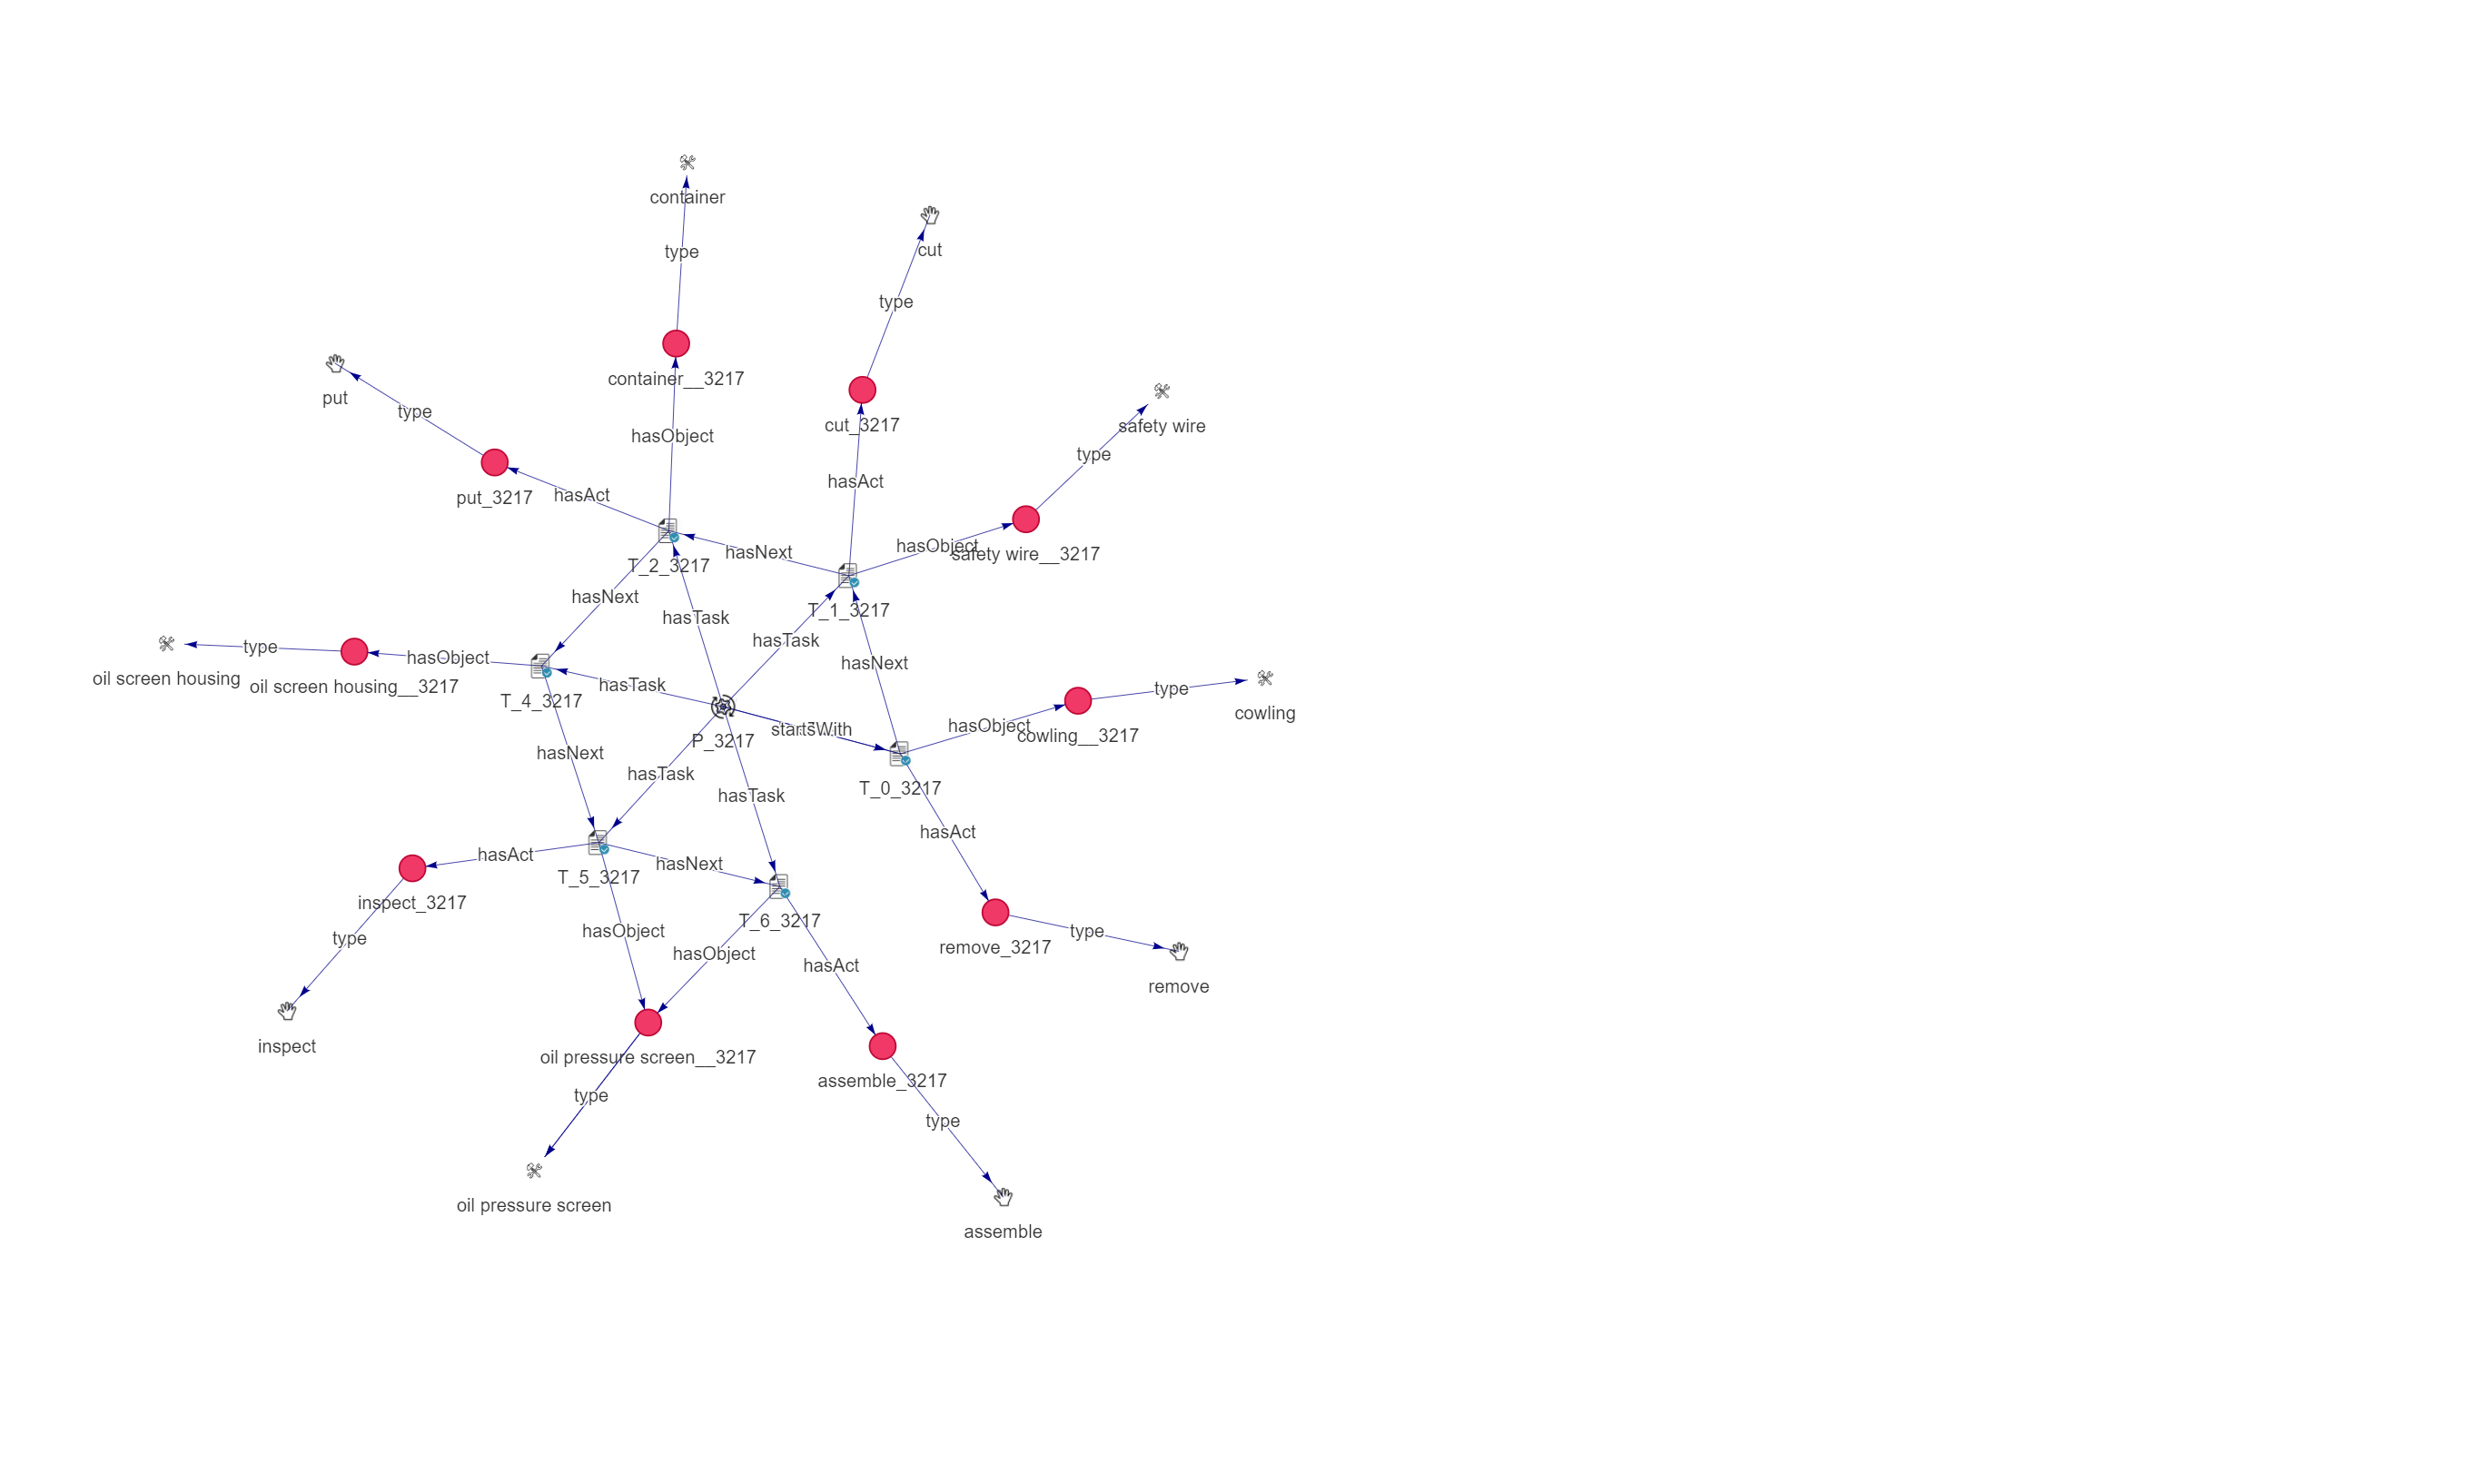 container
cut
type
type
container__3217
put
type
cut_3217
safety wire
hasObject
type
put_3217
hasAct
hasAct
hasNext
hasObject
safety wire__3217
T_2_3217
hasNext
T_1_3217
hasTask
hasTask
type
hasObject
hasNext
oil screen housing
oil screen housing__3217
hasTask
type
T_4_3217
cowling
hasObject
startsWith
cowling__3217
P_3217
hasNext
hasTask
T_0_3217
hasTask
hasAct
hasAct
hasNext
T_5_3217
inspect_3217
T_6_3217
hasObject
type
type
remove_3217
hasObject
hasAct
remove
inspect
oil pressure screen__3217
assemble_3217
type
type
oil pressure screen
assemble